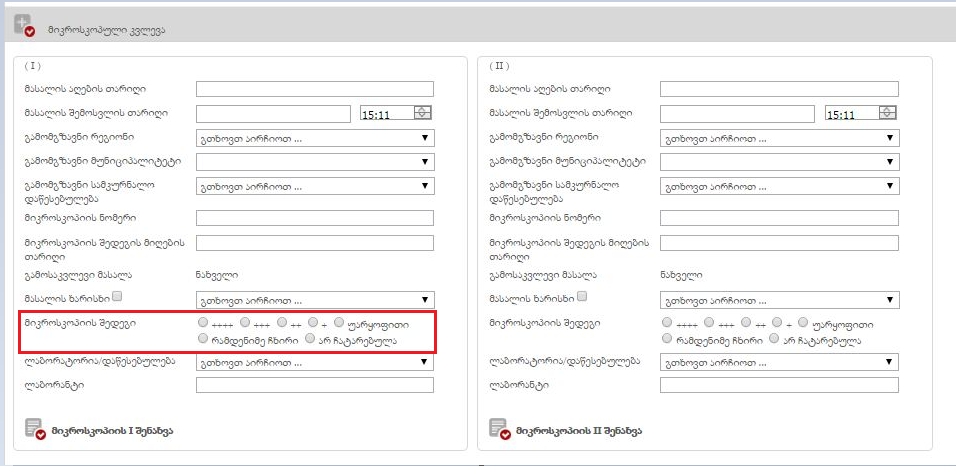 მიკროსკოპული კვლევა
( I )
მასალის აღების თარიღი
მასალის შემოსვლის თარიღი 15:11
გამომგზავნი რეგიონი გთხოვთ აირჩიოთ ...
გამომგზავნი მუნიციპალიტეტი
გამომგზავნი სამკურნალო დაწესებულება გთხოვთ აირჩიოთ ...
მიკროსკოპიის ნომერი
მიკროსკოპიის შედეგის მიღების თარიღი
გამოსაკვლევი მასალა ნახველი
მასალის ხარისხი გთხოვთ აირჩიოთ ...
მიკროსკოპიის შედეგი ++++ +++ ++ + უარყოფითი
რამდენიმე ჩხირი არ ჩატარებულა
ლაბორატორია/დაწესებულება გთხოვთ აირჩიოთ ...
ლაბორანტი
მიკროსკოპიის I შენახვა
( II )
მასალის აღების თარიღი
მასალის შემოსვლის თარიღი 15:11
გამომგზავნი რეგიონი გთხოვთ აირჩიოთ ...
გამომგზავნი მუნიციპალიტეტი
გამომგზავნი სამკურნალო დაწესებულება გთხოვთ აირჩიოთ ...
მიკროსკოპიის ნომერი
მიკროსკოპიის შედეგის მიღების თარიღი
გამოსაკვლევი მასალა ნახველი
მასალის ხარისხი გთხოვთ აირჩიოთ ...
მიკროსკოპიის შედეგი ++++ +++ ++ + უარყოფითი
რამდენიმე ჩხირი არ ჩატარებულა
ლაბორატორია/დაწესებულება გთხოვთ აირჩიოთ ...
ლაბორანტი
მიკროსკოპიის II შენახვა